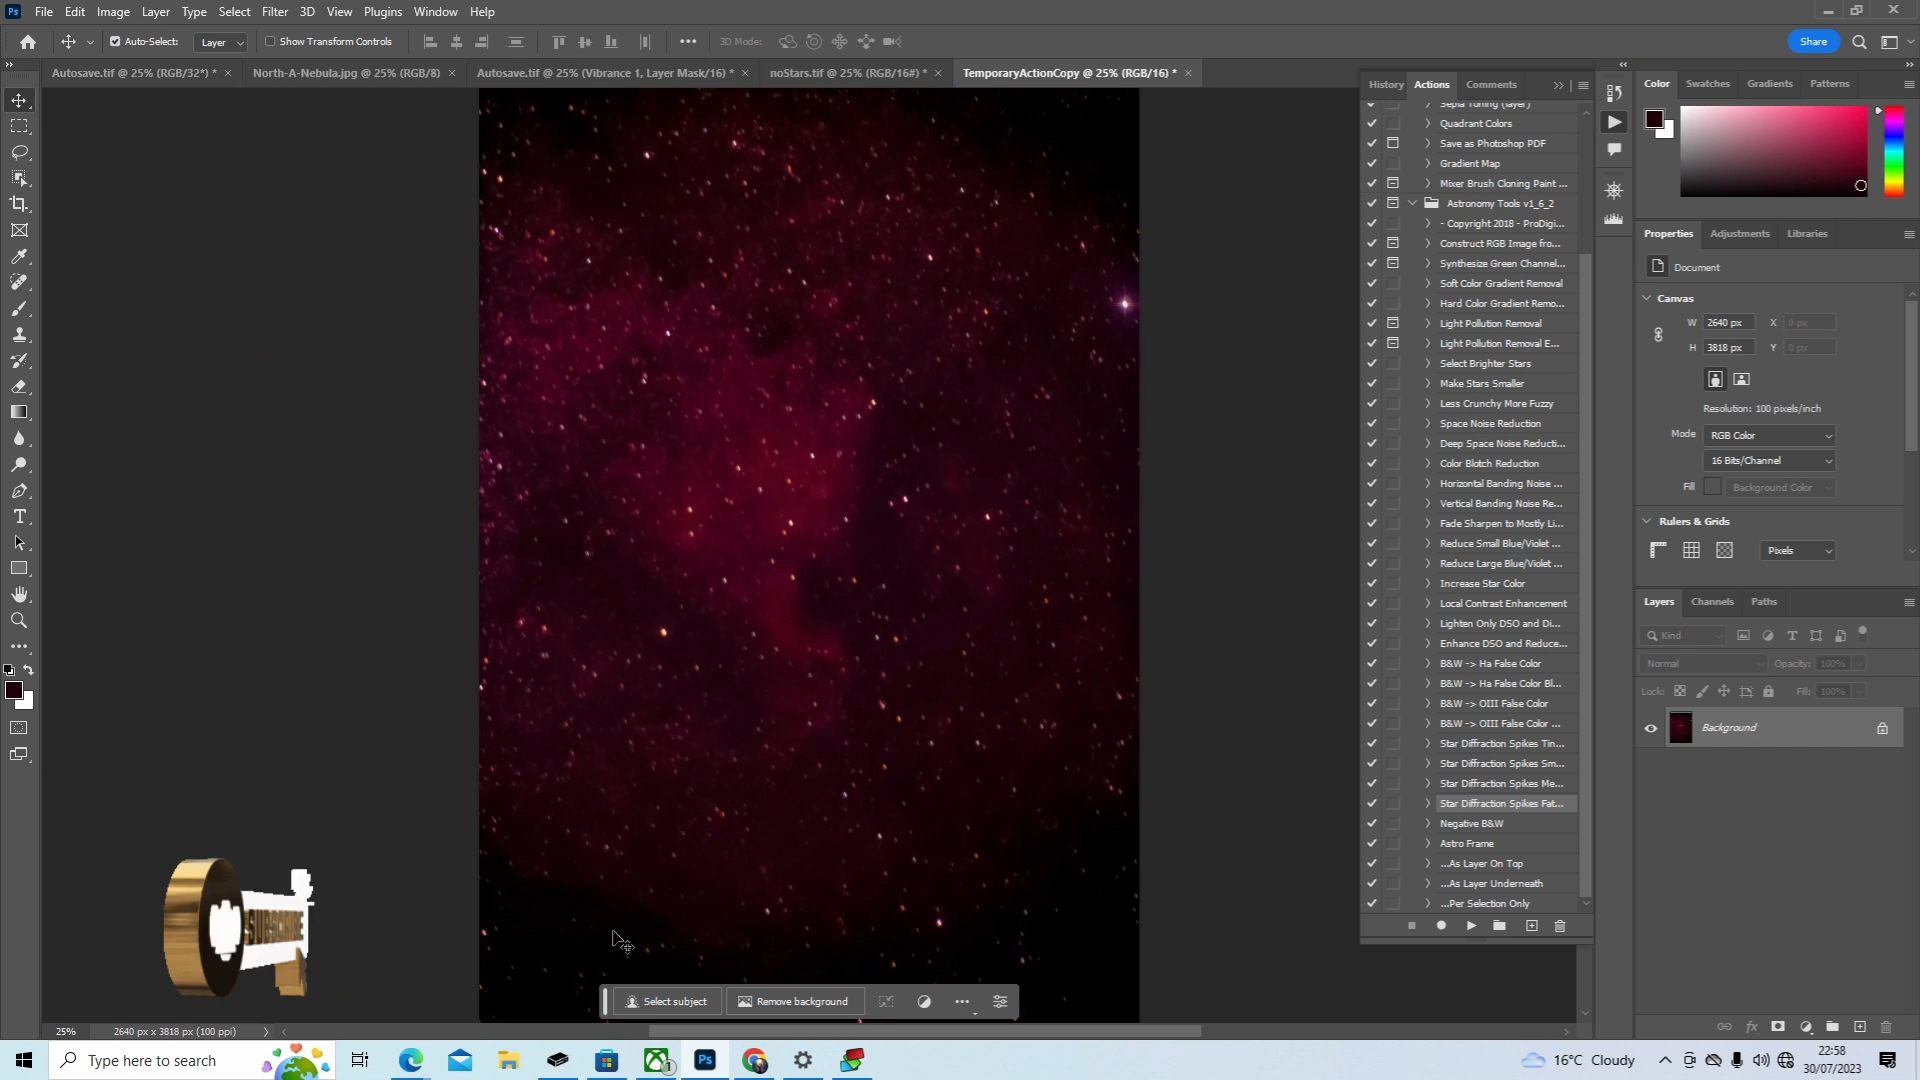 File Edit Image Layer Type Select Filter 3D View Plugins Window Help
Auto-Select: Layer Show Transform Controls 3D Mode: Share
Autosave.tif @ 25% (RGB/32*) * North-A-Nebula.jpg @ 25% (RGB/8) Autosave.tif @ 25% (Vibrance 1, Layer Mask/16) * noStars.tif @ 25% (RGB/16#) * TemporaryActionCopy @ 25% (RGB/16) *
History Actions Comments
Sepia Toning (layer)
Quadrant Colors
Save as Photoshop PDF
Gradient Map
Mixer Brush Cloning Paint ...
Astronomy Tools v1_6_2
- Copyright 2018 - ProDigi...
Construct RGB Image fro...
Synthesize Green Channel...
Soft Color Gradient Removal
Hard Color Gradient Remo...
Light Pollution Removal
Light Pollution Removal E...
Select Brighter Stars
Make Stars Smaller
Less Crunchy More Fuzzy
Space Noise Reduction
Deep Space Noise Reducti...
Color Blotch Reduction
Horizontal Banding Noise ...
Vertical Banding Noise Re...
Fade Sharpen to Mostly Li...
Reduce Small Blue/Violet ...
Reduce Large Blue/Violet ...
Increase Star Color
Local Contrast Enhancement
Lighten Only DSO and Di...
Enhance DSO and Reduce...
B&W -> Ha False Color
B&W -> Ha False Color Bl...
B&W -> OIII False Color
B&W -> OIII False Color ...
Star Diffraction Spikes Tin...
Star Diffraction Spikes Sm...
Star Diffraction Spikes Me...
Star Diffraction Spikes Fat...
Negative B&W
Astro Frame
...As Layer On Top
...As Layer Underneath
...Per Selection Only
Color Swatches Gradients Patterns
Properties Adjustments Libraries
Document
Canvas
W 2640 px X 0 px
H 3818 px Y 0 px
Resolution: 100 pixels/inch
Mode RGB Color
16 Bits/Channel
Fill Background Color
Rulers & Grids
Pixels
Layers Channels Paths
Kind
Normal Opacity: 100%
Lock: Fill: 100%
Background
SUBSCRIBE
Select subject Remove background
25% 2640 px x 3818 px (100 ppi)
Type here to search
1
Ps
16°C Cloudy
22:58
30/07/2023